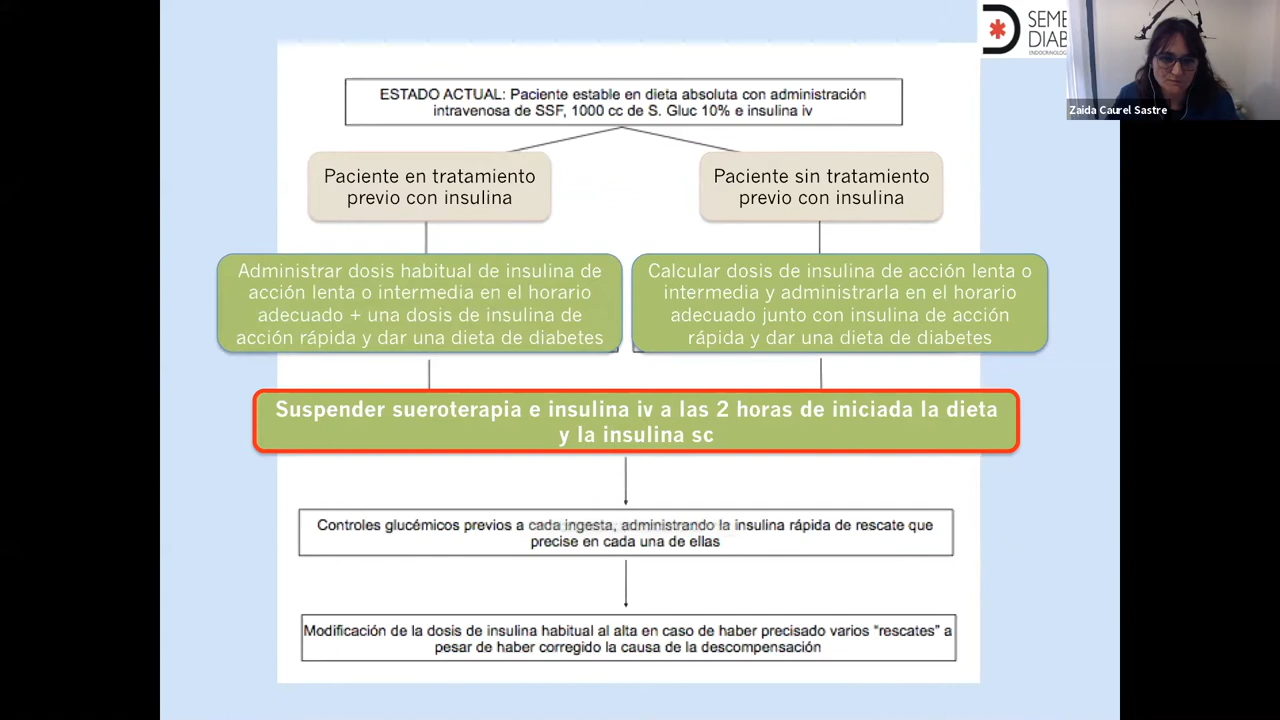 SEME
DIAB
Zaida Caurel Sastre
ESTADO ACTUAL: Paciente estable en dieta absoluta con administración
intravenosa de SSF, 1000 cc de S. Gluc 10% e insulina iv
Paciente en tratamiento
previo con insulina
Paciente sin tratamiento
previo con insulina
Administrar dosis habitual de insulina de
acción lenta o intermedia en el horario
adecuado + una dosis de insulina de
acción rápida y dar una dieta de diabetes
Calcular dosis de insulina de acción lenta o
intermedia y administrarla en el horario
adecuado junto con insulina de acción
rápida y dar una dieta de diabetes
Suspender sueroterapia e insulina iv a las 2 horas de iniciada la dieta
y la insulina sc
Controles glucémicos previos a cada ingesta, administrando la insulina rápida de rescate que
precise en cada una de ellas
Modificación de la dosis de insulina habitual al alta en caso de haber precisado varios “rescates” a
pesar de haber corregido la causa de la descompensación